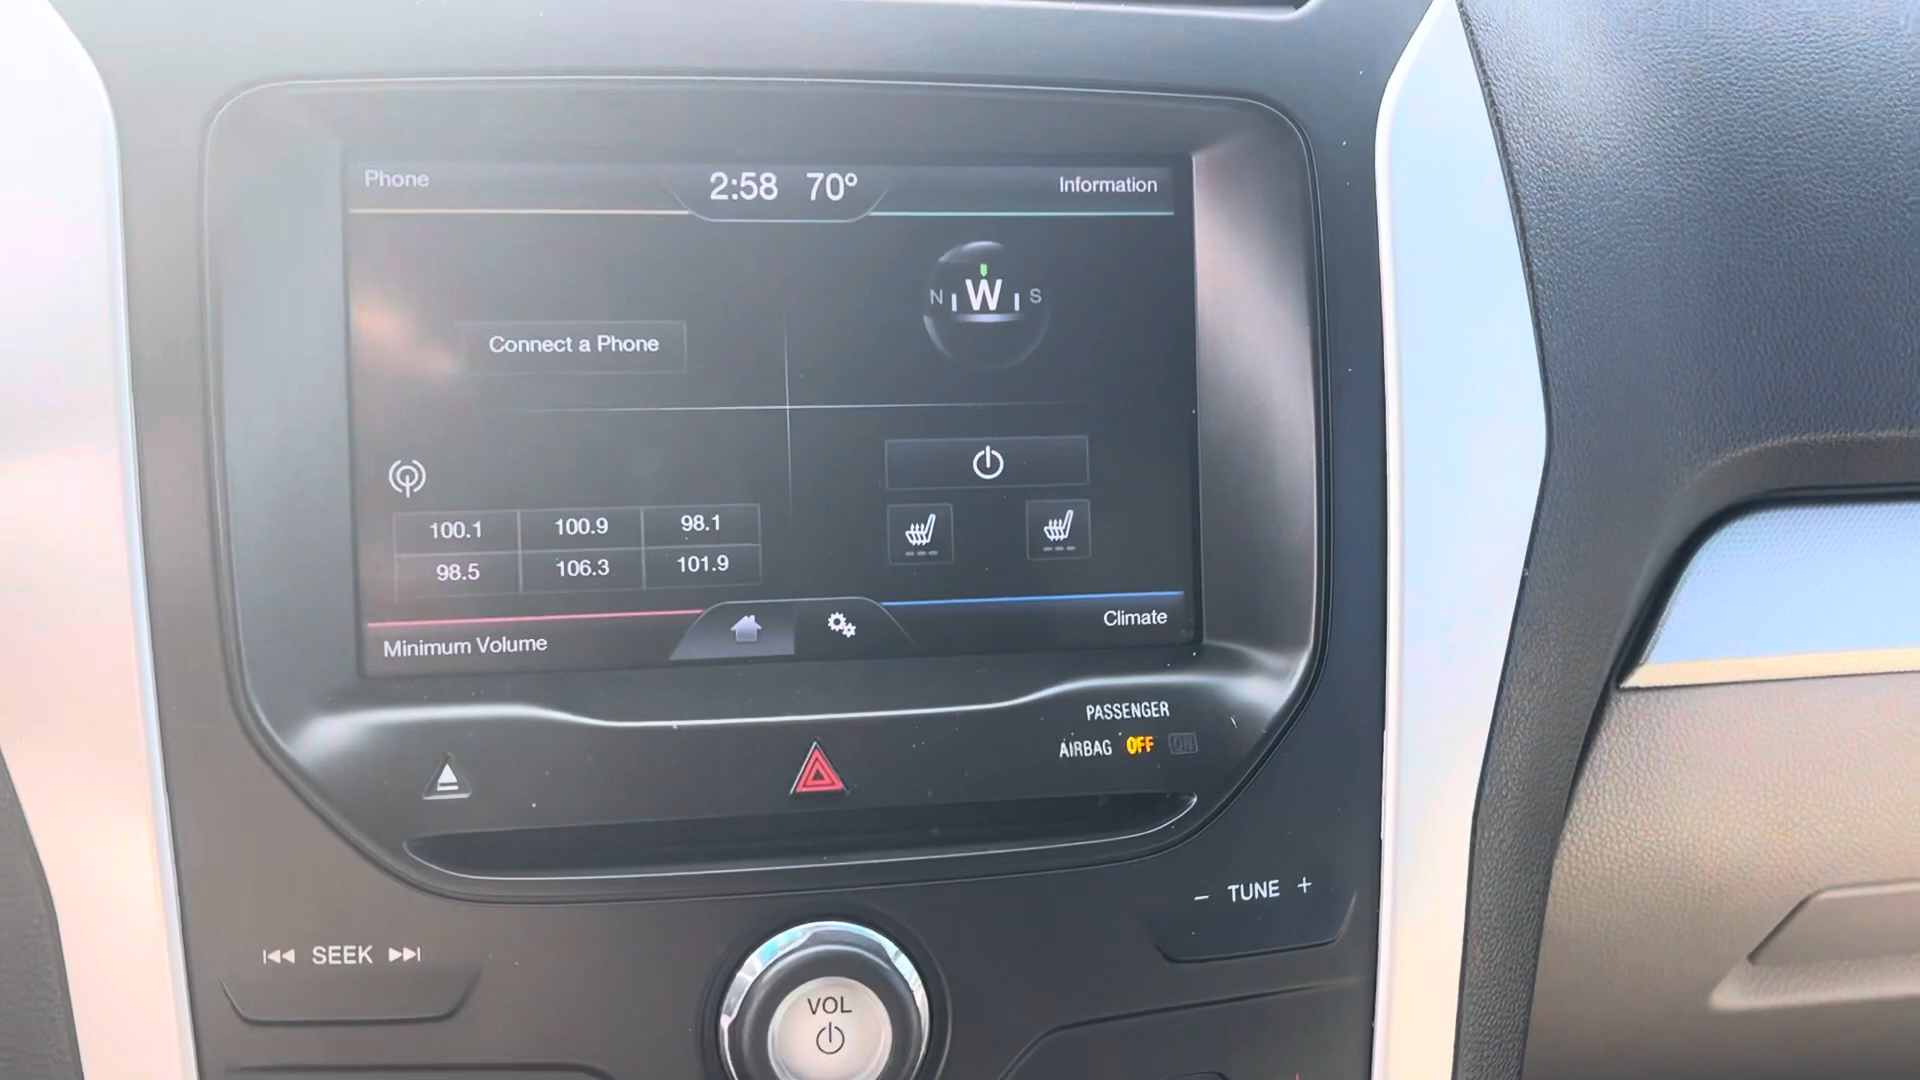 Phone
2:58 70°
Information
N W S
Connect a Phone
100.1 100.9 98.1
98.5 106.3 101.9
Minimum Volume
Climate
PASSENGER
AIRBAG OFF ON
SEEK
− TUNE +
VOL